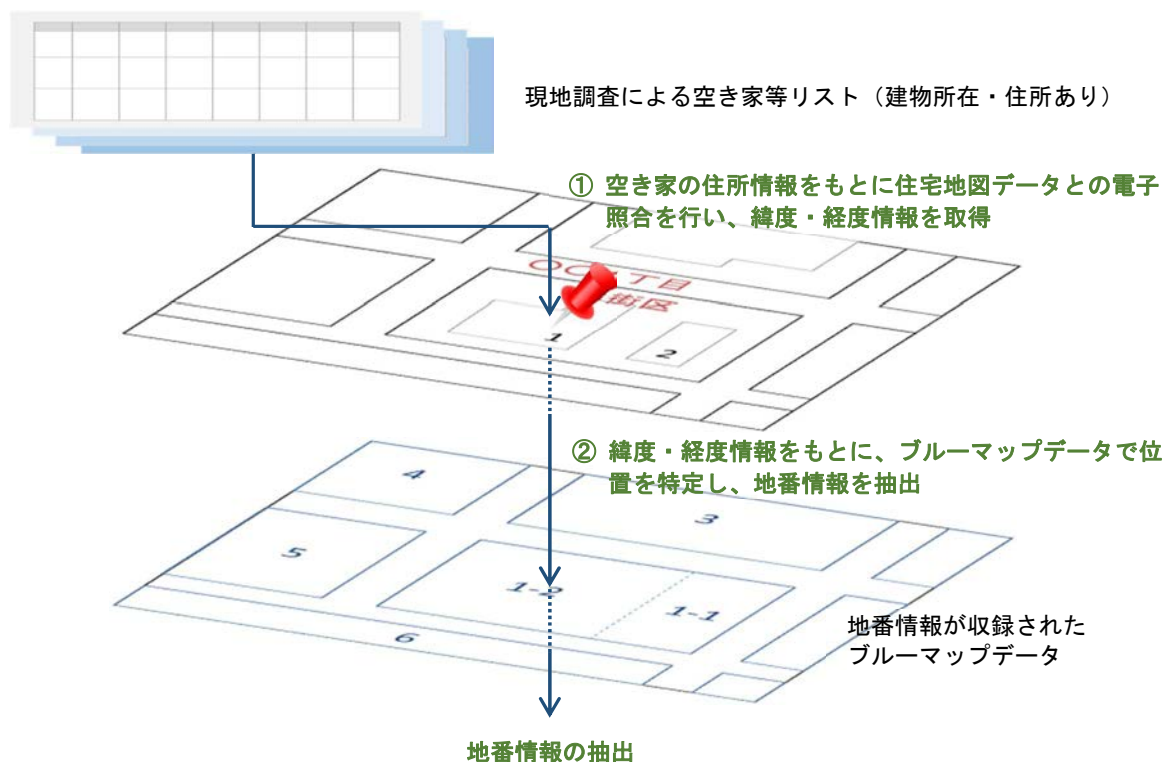 現地調査による空き家等リスト（建物所在・住所あり）
① 空き家の住所情報をもとに住宅地図データとの電子
照合を行い、緯度・経度情報を取得
丁目
街区
1
2
② 緯度・経度情報をもとに、ブルーマップデータで位
置を特定し、地番情報を抽出
4
3
5
1-2
1-1
6
地番情報が収録された
ブルーマップデータ
地番情報の抽出